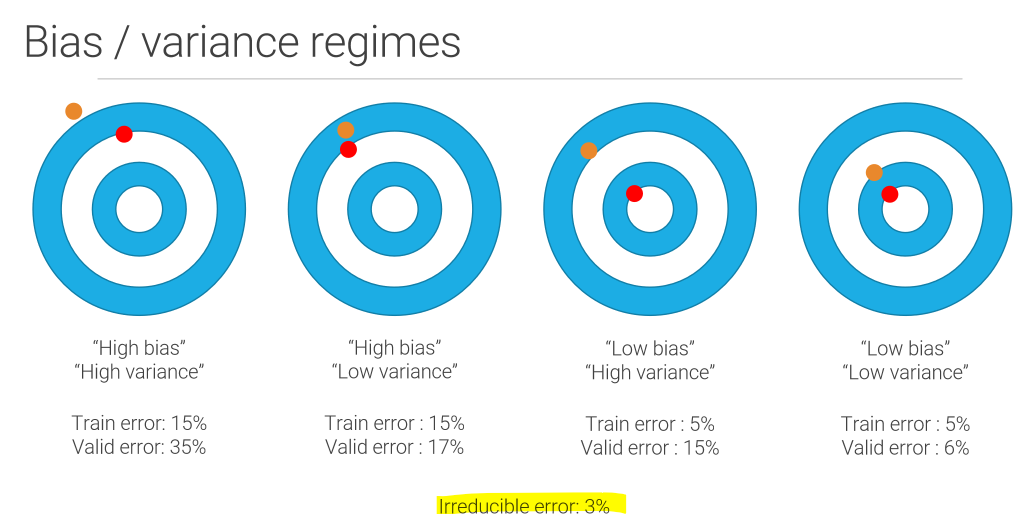 Bias / variance regimes
“High bias”
“High variance”
Train error: 15%
Valid error: 35%
“High bias”
“Low variance”
Train error : 15%
Valid error : 17%
“Low bias”
“High variance”
Train error : 5%
Valid error : 15%
“Low bias”
“Low variance”
Train error : 5%
Valid error : 6%
Irreducible error: 3%